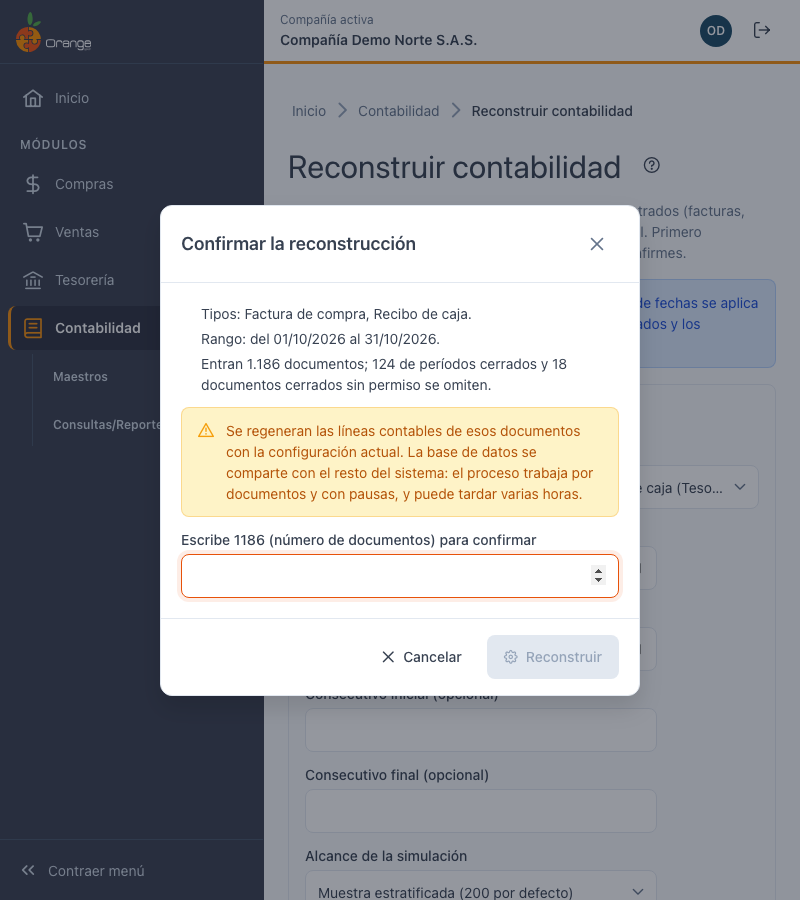 Orange
Compañía activa
Compañía Demo Norte S.A.S.
OD
Inicio
MÓDULOS
Compras
Ventas
Tesorería
Contabilidad
Maestros
Consultas/Reporte
Contraer menú
Inicio > Contabilidad > Reconstruir contabilidad
Reconstruir contabilidad
trados (facturas,
l. Primero
nfirmes.
de fechas se aplica
ados y los
Confirmar la reconstrucción
Tipos: Factura de compra, Recibo de caja.
Rango: del 01/10/2026 al 31/10/2026.
Entran 1.186 documentos; 124 de períodos cerrados y 18
documentos cerrados sin permiso se omiten.
Se regeneran las líneas contables de esos documentos
con la configuración actual. La base de datos se
comparte con el resto del sistema: el proceso trabaja por
documentos y con pausas, y puede tardar varias horas.
Escribe 1186 (número de documentos) para confirmar
Cancelar
Reconstruir
e caja (Teso...
Consecutivo inicial (opcional)
Consecutivo final (opcional)
Alcance de la simulación
Muestra estratificada (200 por defecto)